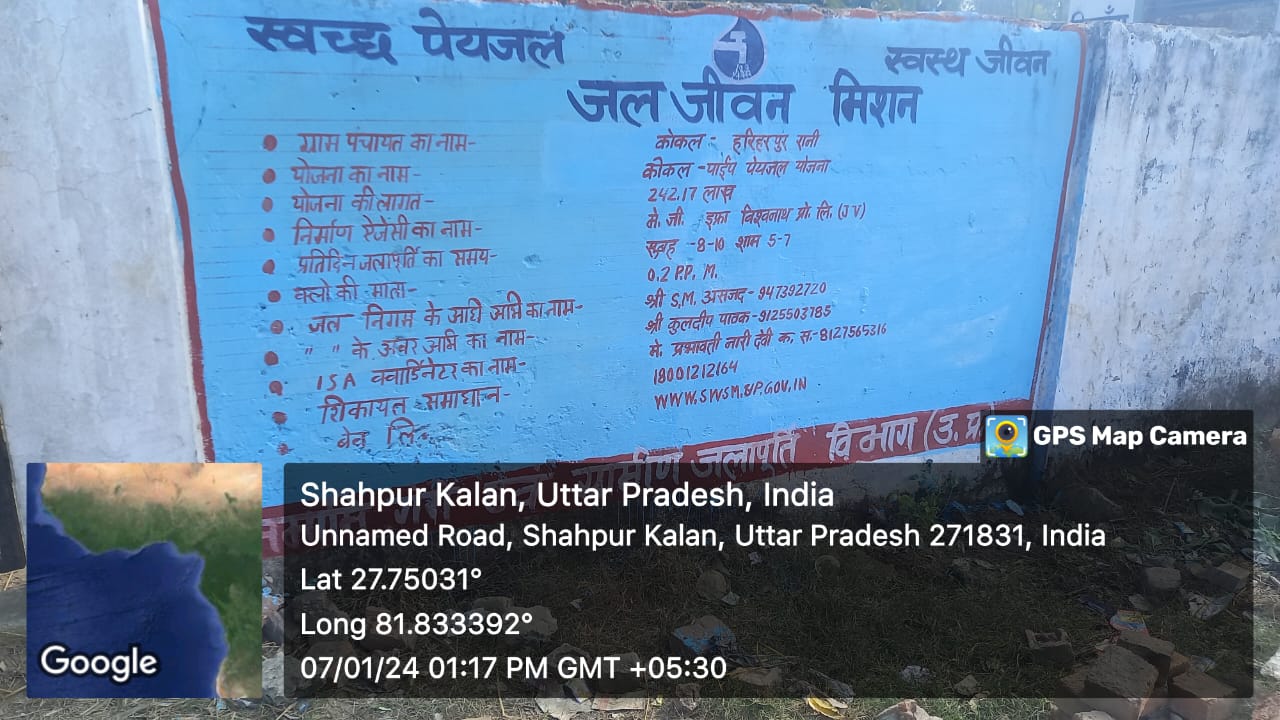 स्वच्छ पेयजल
स्वस्थ जीवन
जल जीवन मिशन
ग्राम पंचायत का नाम- कोकल - हरिहरपुर रानी
योजना का नाम- कोकल - पाईप पेयजल योजना
योजना की लागत- 242.17 लाख
निर्माण ऐजेंसी का नाम- मे. जी. इफ्रा विश्वनाथ प्रो. लि. (J V)
प्रतिदिन जलापूर्ति का समय- सुबह -8-10 शाम 5-7
क्लो की मात्रा- 0.2 P.P. M.
जल निगम के अधि अभि का नाम- श्री S.M. असजद - 947392720
" " के अवर अभि का नाम- श्री कुलदीप पाठक - 9125503785
ISA क्वार्डिनेटर का नाम- मे. प्रभावती नारी देवी क. स.- 8127565316
शिकायत समाधान- 18001212164
वेव लि. WWW.SWSM.UP.GOV.IN
ग्रामीण जलापूर्ति विभाग (उ. प्र
GPS Map Camera
Shahpur Kalan, Uttar Pradesh, India
Unnamed Road, Shahpur Kalan, Uttar Pradesh 271831, India
Lat 27.75031°
Long 81.833392°
07/01/24 01:17 PM GMT +05:30
Google